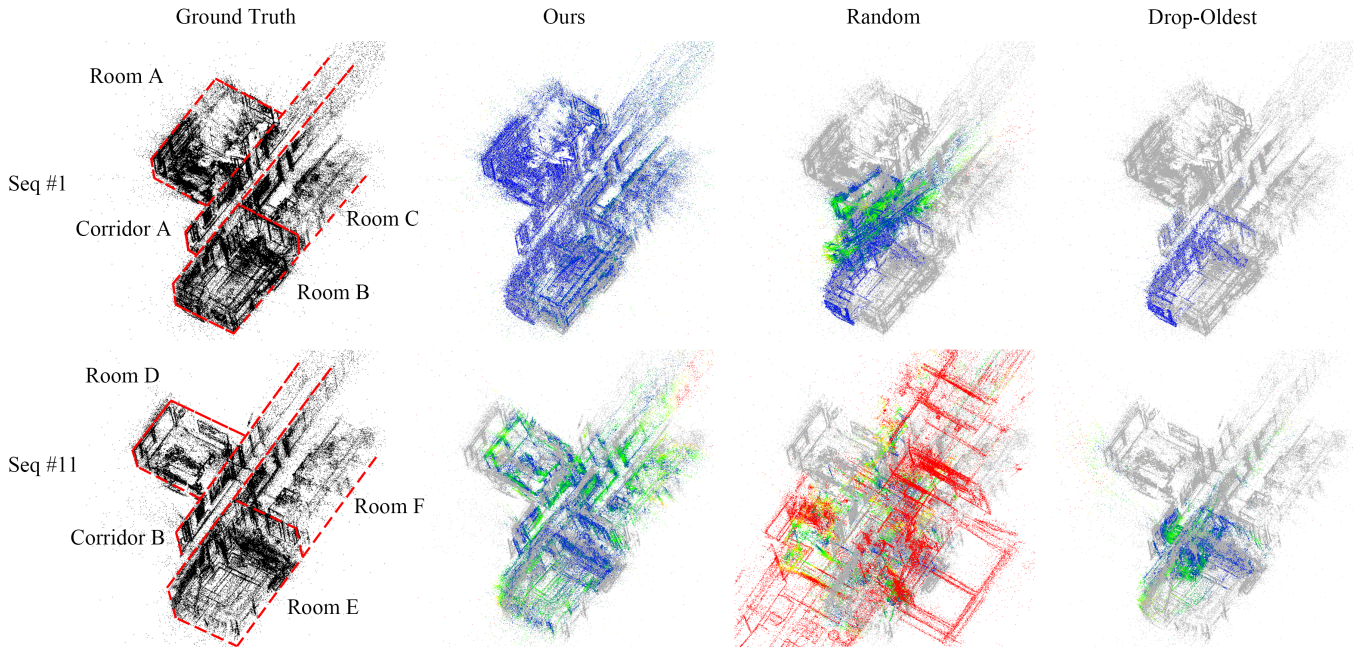 Ground Truth
Ours
Random
Drop-Oldest
Room A
Seq #1
Corridor A
Room C
Room B
Room D
Seq #11
Corridor B
Room F
Room E